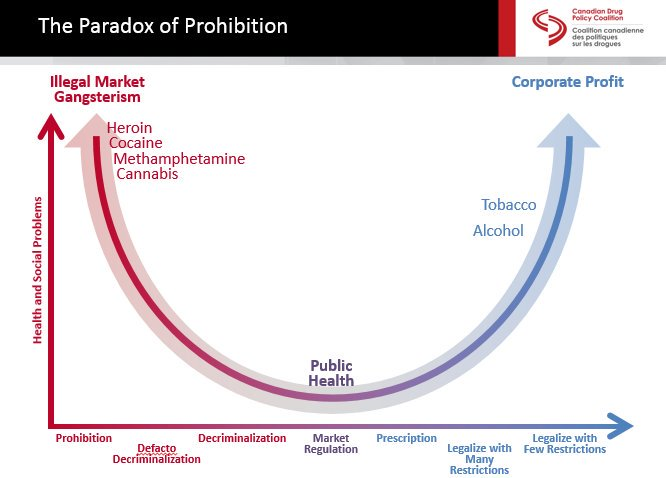 The Paradox of Prohibition
Canadian Drug
Policy Coalition
Coalition canadienne
des politiques
sur les drogues
Illegal Market
Gangsterism
Corporate Profit
Heroin
Cocaine
Methamphetamine
Cannabis
Tobacco
Alcohol
Health and Social Problems
Public
Health
Prohibition
Defacto
Decriminalization
Decriminalization
Market
Regulation
Prescription
Legalize with
Many
Restrictions
Legalize with
Few Restrictions